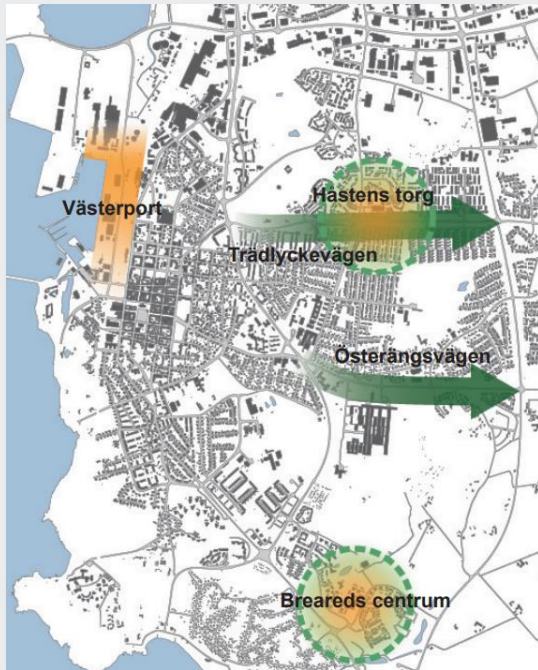 Hastens torg
Västerport
Trädlyckevägen
Österängsvägen
Breareds centrum